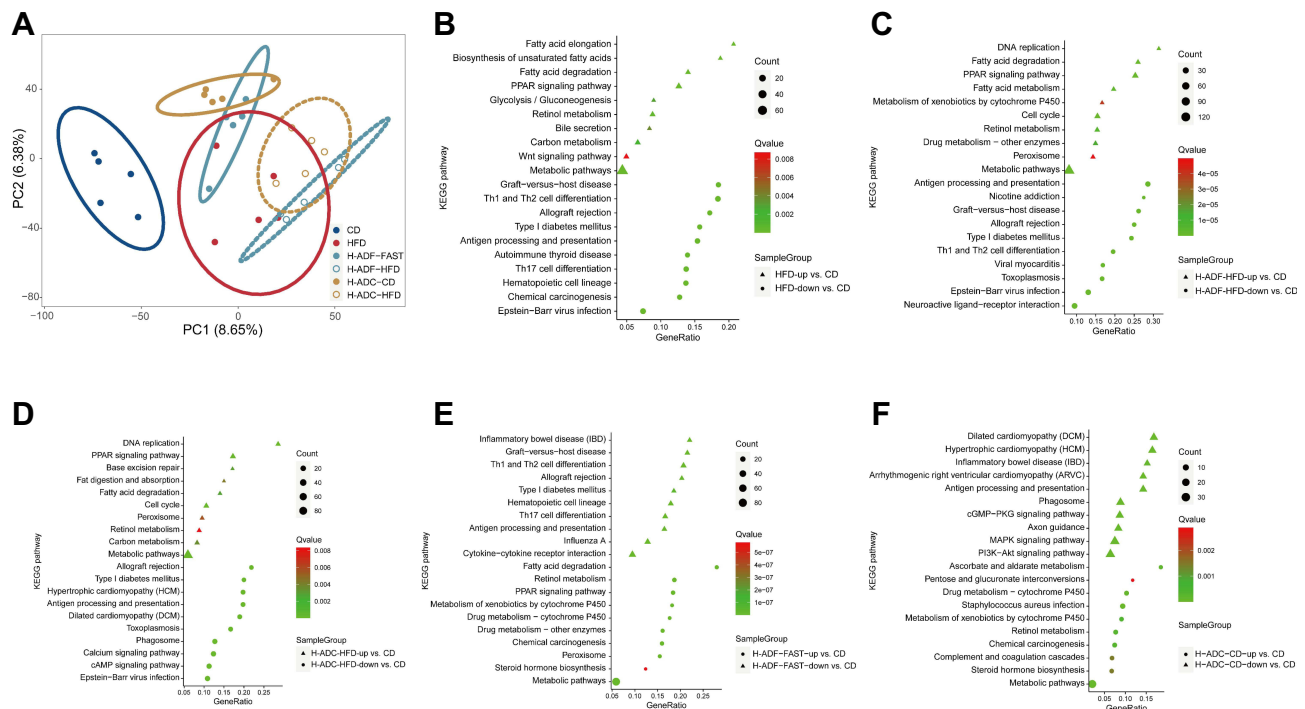 A
PC2 (6.38%)
40
0
−40
−80
−100
−50
0
50
PC1 (8.65%)
CD
HFD
H−ADF−FAST
H−ADF−HFD
H−ADC−CD
H−ADC−HFD
B
KEGG pathway
Fatty acid elongation
Biosynthesis of unsaturated fatty acids
Fatty acid degradation
PPAR signaling pathway
Glycolysis / Gluconeogenesis
Retinol metabolism
Bile secretion
Carbon metabolism
Wnt signaling pathway
Metabolic pathways
Graft−versus−host disease
Th1 and Th2 cell differentiation
Allograft rejection
Type I diabetes mellitus
Antigen processing and presentation
Autoimmune thyroid disease
Th17 cell differentiation
Hematopoietic cell lineage
Chemical carcinogenesis
Epstein−Barr virus infection
0.05 0.10 0.15 0.20
GeneRatio
Count
20
40
60
Qvalue
0.008
0.006
0.004
0.002
SampleGroup
HFD−up vs. CD
HFD−down vs. CD
C
KEGG pathway
DNA replication
Fatty acid degradation
PPAR signaling pathway
Fatty acid metabolism
Metabolism of xenobiotics by cytochrome P450
Cell cycle
Retinol metabolism
Drug metabolism − other enzymes
Peroxisome
Metabolic pathways
Antigen processing and presentation
Nicotine addiction
Graft−versus−host disease
Allograft rejection
Type I diabetes mellitus
Th1 and Th2 cell differentiation
Viral myocarditis
Toxoplasmosis
Epstein−Barr virus infection
Neuroactive ligand−receptor interaction
0.10 0.15 0.20 0.25 0.30
GeneRatio
Count
30
60
90
120
Qvalue
4e−05
2e−05
1e−05
SampleGroup
H−ADF−HFD−up vs. CD
H−ADF−HFD−down vs. CD
D
KEGG pathway
DNA replication
PPAR signaling pathway
Base excision repair
Fat digestion and absorption
Fatty acid degradation
Cell cycle
Peroxisome
Retinol metabolism
Carbon metabolism
Metabolic pathways
Allograft rejection
Type I diabetes mellitus
Hypertrophic cardiomyopathy (HCM)
Antigen processing and presentation
Dilated cardiomyopathy (DCM)
Toxoplasmosis
Phagosome
Calcium signaling pathway
cAMP signaling pathway
Epstein−Barr virus infection
0.05 0.10 0.15 0.20 0.25
GeneRatio
Count
20
40
60
80
Qvalue
0.008
0.006
0.004
0.002
SampleGroup
H−ADC−HFD−up vs. CD
H−ADC−HFD−down vs. CD
E
KEGG pathway
Inflammatory bowel disease (IBD)
Graft−versus−host disease
Th1 and Th2 cell differentiation
Allograft rejection
Type I diabetes mellitus
Hematopoietic cell lineage
Th17 cell differentiation
Antigen processing and presentation
Influenza A
Cytokine−cytokine receptor interaction
Fatty acid degradation
Retinol metabolism
PPAR signaling pathway
Metabolism of xenobiotics by cytochrome P450
Drug metabolism − cytochrome P450
Drug metabolism − other enzymes
Chemical carcinogenesis
Peroxisome
Steroid hormone biosynthesis
Metabolic pathways
0.05 0.10 0.15 0.20 0.25
GeneRatio
Count
20
40
60
80
Qvalue
5e−07
4e−07
3e−07
2e−07
1e−07
SampleGroup
H−ADF−FAST−up vs. CD
H−ADF−FAST−down vs. CD
F
KEGG pathway
Dilated cardiomyopathy (DCM)
Hypertrophic cardiomyopathy (HCM)
Inflammatory bowel disease (IBD)
Arrhythmogenic right ventricular cardiomyopathy (ARVC)
Antigen processing and presentation
Phagosome
cGMP−PKG signaling pathway
Axon guidance
MAPK signaling pathway
PI3K−Akt signaling pathway
Ascorbate and aldarate metabolism
Pentose and glucuronate interconversions
Drug metabolism − cytochrome P450
Staphylococcus aureus infection
Metabolism of xenobiotics by cytochrome P450
Retinol metabolism
Chemical carcinogenesis
Complement and coagulation cascades
Steroid hormone biosynthesis
Metabolic pathways
0.05 0.10 0.15
GeneRatio
Count
10
20
30
Qvalue
0.002
0.001
SampleGroup
H−ADC−CD−up vs. CD
H−ADC−CD−down vs. CD